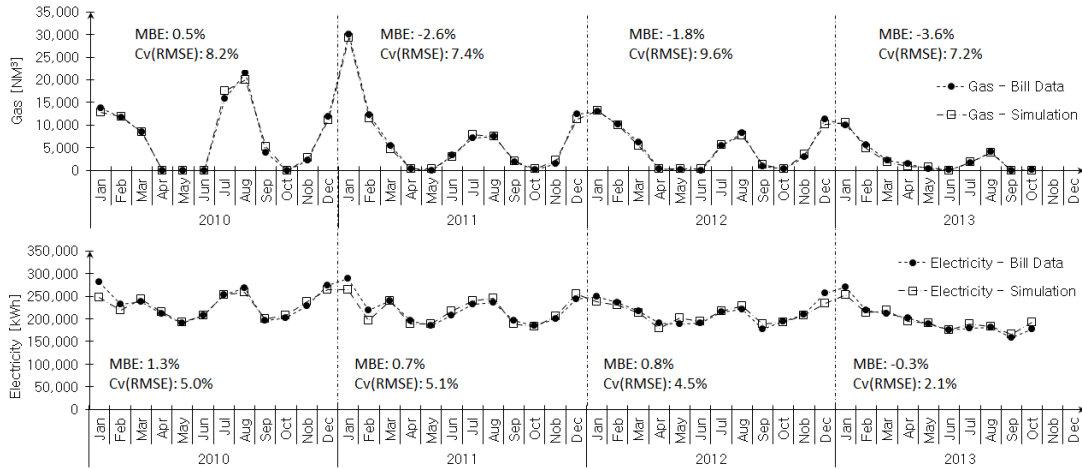 35,000
30,000
25,000
20,000
15,000
10,000
5,000
0
Gas [NM³]
MBE: 0.5%
Cv(RMSE): 8.2%
MBE: -2.6%
Cv(RMSE): 7.4%
MBE: -1.8%
Cv(RMSE): 9.6%
MBE: -3.6%
Cv(RMSE): 7.2%
Gas - Bill Data
Gas - Simulation
Jan Feb Mar Apr May Jun Jul Aug Sep Oct Nob Dec Jan Feb Mar Apr May Jun Jul Aug Sep Oct Nob Dec Jan Feb Mar Apr May Jun Jul Aug Sep Oct Nob Dec Jan Feb Mar Apr May Jun Jul Aug Sep Oct Nob Dec
2010 2011 2012 2013
350,000
300,000
250,000
200,000
150,000
100,000
50,000
0
Electricity [kWh]
Electricity - Bill Data
Electricity - Simulation
MBE: 1.3%
Cv(RMSE): 5.0%
MBE: 0.7%
Cv(RMSE): 5.1%
MBE: 0.8%
Cv(RMSE): 4.5%
MBE: -0.3%
Cv(RMSE): 2.1%
Jan Feb Mar Apr May Jun Jul Aug Sep Oct Nob Dec Jan Feb Mar Apr May Jun Jul Aug Sep Oct Nob Dec Jan Feb Mar Apr May Jun Jul Aug Sep Oct Nob Dec Jan Feb Mar Apr May Jun Jul Aug Sep Oct Nob Dec
2010 2011 2012 2013